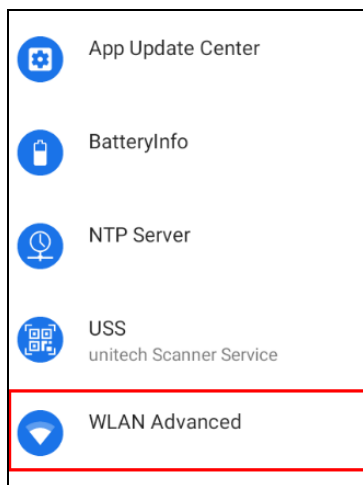 App Update Center
BatteryInfo
NTP Server
USS
unitech Scanner Service
WLAN Advanced